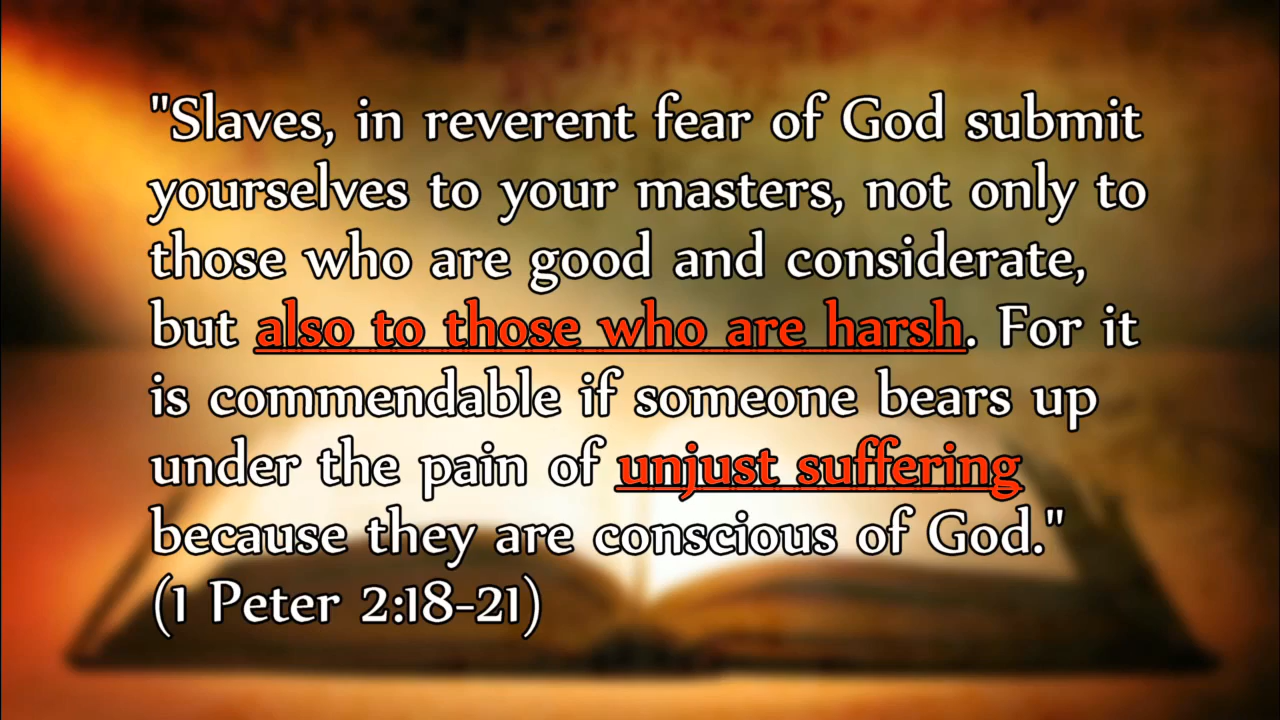 "Slaves, in reverent fear of God submit
yourselves to your masters, not only to
those who are good and considerate,
but also to those who are harsh. For it
is commendable if someone bears up
under the pain of unjust suffering
because they are conscious of God."
(1 Peter 2:18-21)